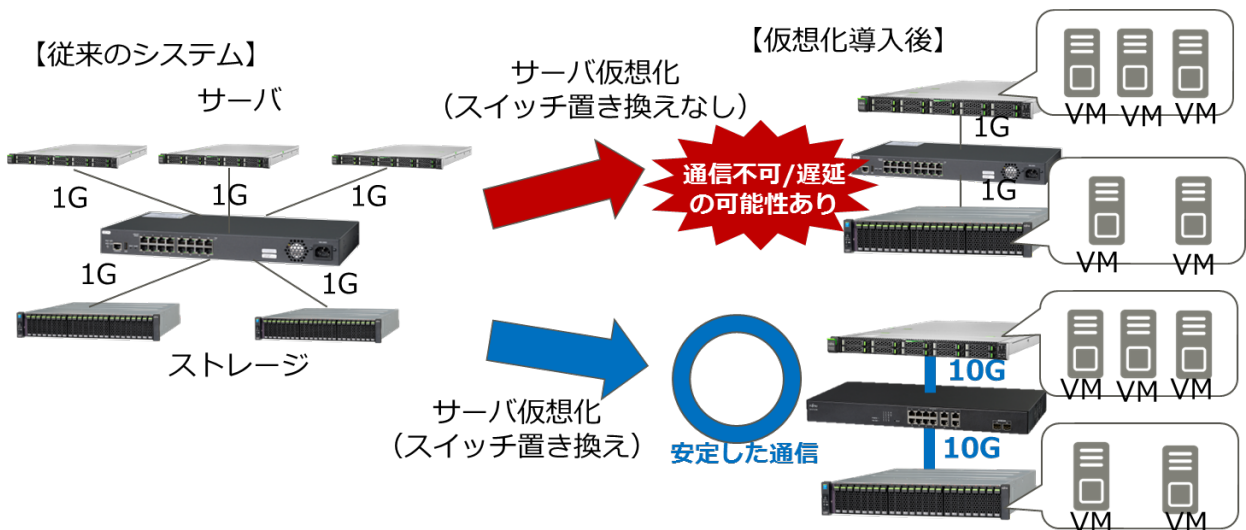 【従来のシステム】
サーバ
1G
1G
1G
1G
1G
ストレージ
サーバ仮想化
（スイッチ置き換えなし）
通信不可/遅延
の可能性あり
サーバ仮想化
（スイッチ置き換え）
安定した通信
【仮想化導入後】
1G
1G
VM
VM
VM
VM
VM
10G
10G
VM
VM
VM
VM
VM